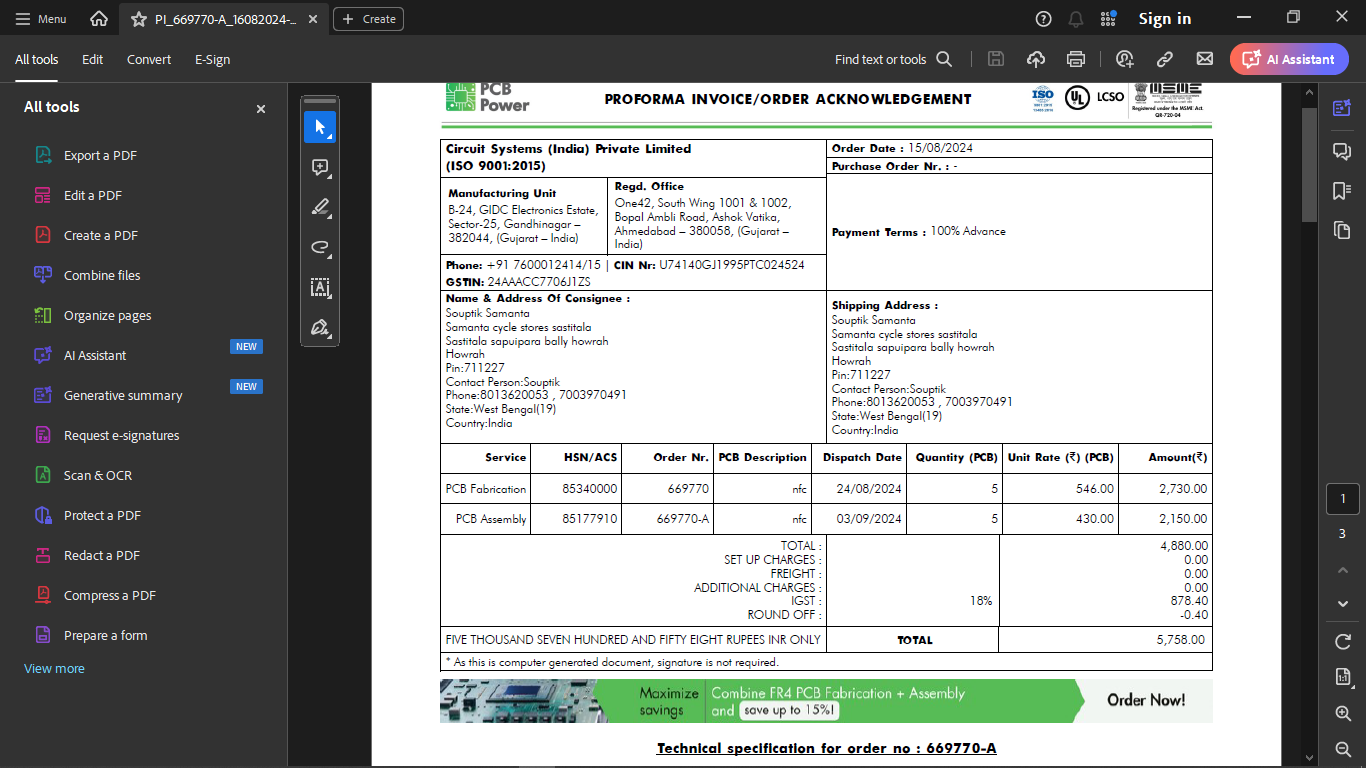 Menu
PI_669770-A_16082024-...
Create
Sign in
All tools
Edit
Convert
E-Sign
Find text or tools
AI Assistant
All tools
Export a PDF
Edit a PDF
Create a PDF
Combine files
Organize pages
AI Assistant NEW
Generative summary NEW
Request e-signatures
Scan & OCR
Protect a PDF
Redact a PDF
Compress a PDF
Prepare a form
View more
PCB
Power
PROFORMA INVOICE/ORDER ACKNOWLEDGEMENT
ISO
UL
LCSO
MSME
Registered under the MSME Act.
QR-720-04
Circuit Systems (India) Private Limited
(ISO 9001:2015)
Order Date : 15/08/2024
Purchase Order Nr. : -
Manufacturing Unit
B-24, GIDC Electronics Estate,
Sector-25, Gandhinagar –
382044, (Gujarat – India)
Regd. Office
One42, South Wing 1001 & 1002,
Bopal Ambli Road, Ashok Vatika,
Ahmedabad – 380058, (Gujarat –
India)
Payment Terms : 100% Advance
Phone: +91 7600012414/15 | CIN Nr: U74140GJ1995PTC024524
GSTIN: 24AAACC7706J1ZS
Name & Address Of Consignee :
Souptik Samanta
Samanta cycle stores sastitala
Sastitala sapuipara bally howrah
Howrah
Pin:711227
Contact Person:Souptik
Phone:8013620053 , 7003970491
State:West Bengal(19)
Country:India
Shipping Address :
Souptik Samanta
Samanta cycle stores sastitala
Sastitala sapuipara bally howrah
Howrah
Pin:711227
Contact Person:Souptik
Phone:8013620053 , 7003970491
State:West Bengal(19)
Country:India
Service HSN/ACS Order Nr. PCB Description Dispatch Date Quantity (PCB) Unit Rate (₹) (PCB) Amount(₹)
PCB Fabrication 85340000 669770 nfc 24/08/2024 5 546.00 2,730.00
PCB Assembly 85177910 669770-A nfc 03/09/2024 5 430.00 2,150.00
TOTAL : 4,880.00
SET UP CHARGES : 0.00
FREIGHT : 0.00
ADDITIONAL CHARGES : 0.00
IGST : 18% 878.40
ROUND OFF : -0.40
FIVE THOUSAND SEVEN HUNDRED AND FIFTY EIGHT RUPEES INR ONLY TOTAL 5,758.00
* As this is computer generated document, signature is not required.
Maximize
savings
Combine FR4 PCB Fabrication + Assembly
and save up to 15%!
Order Now!
Technical specification for order no : 669770-A
1
3
1:1